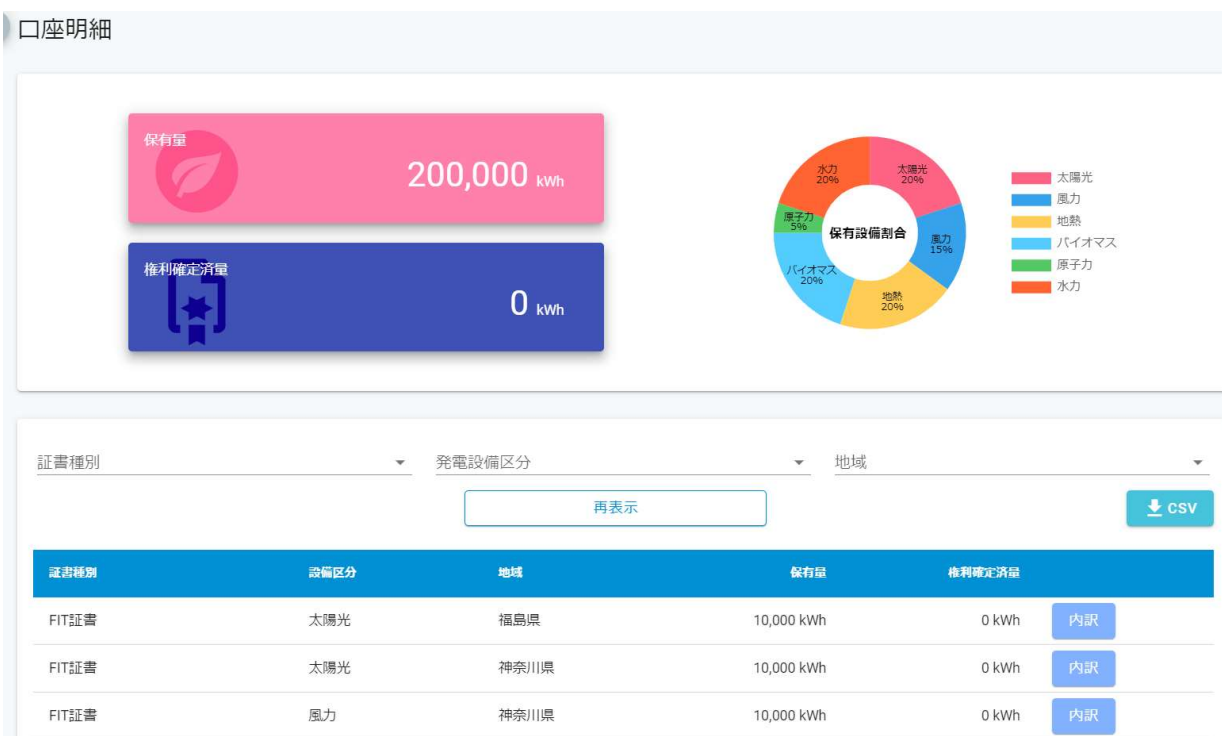 口座明細
保有量
200,000 kWh
権利確定済量
0 kWh
水力
20%
太陽光
20%
原子力
5%
保有設備割合
風力
15%
バイオマス
20%
地熱
20%
太陽光
風力
地熱
バイオマス
原子力
水力
証書種別 発電設備区分 地域
再表示 CSV
証書種別 設備区分 地域 保有量 権利確定済量
FIT証書 太陽光 福島県 10,000 kWh 0 kWh 内訳
FIT証書 太陽光 神奈川県 10,000 kWh 0 kWh 内訳
FIT証書 風力 神奈川県 10,000 kWh 0 kWh 内訳